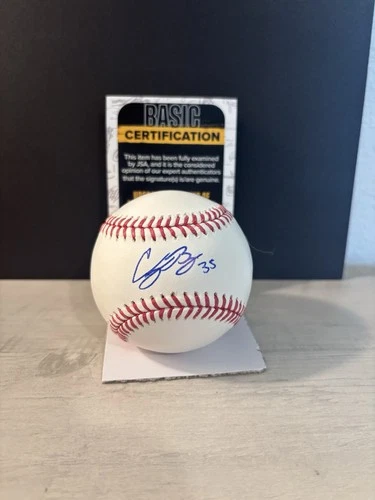 BASIC
CERTIFICATION
This item has been fully examined
by JSA, and it is the considered
opinion of our expert authenticators
that the signature(s) is/are genuine.
35